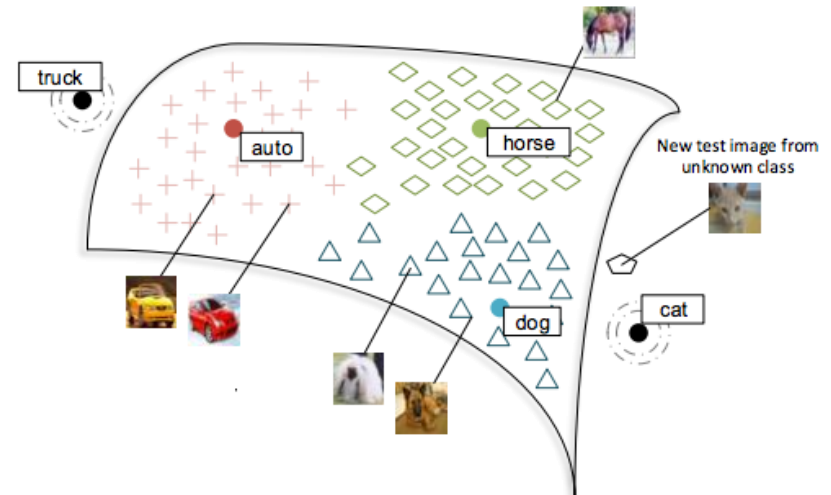 truck
auto
horse
New test image from
unknown class
cat
dog